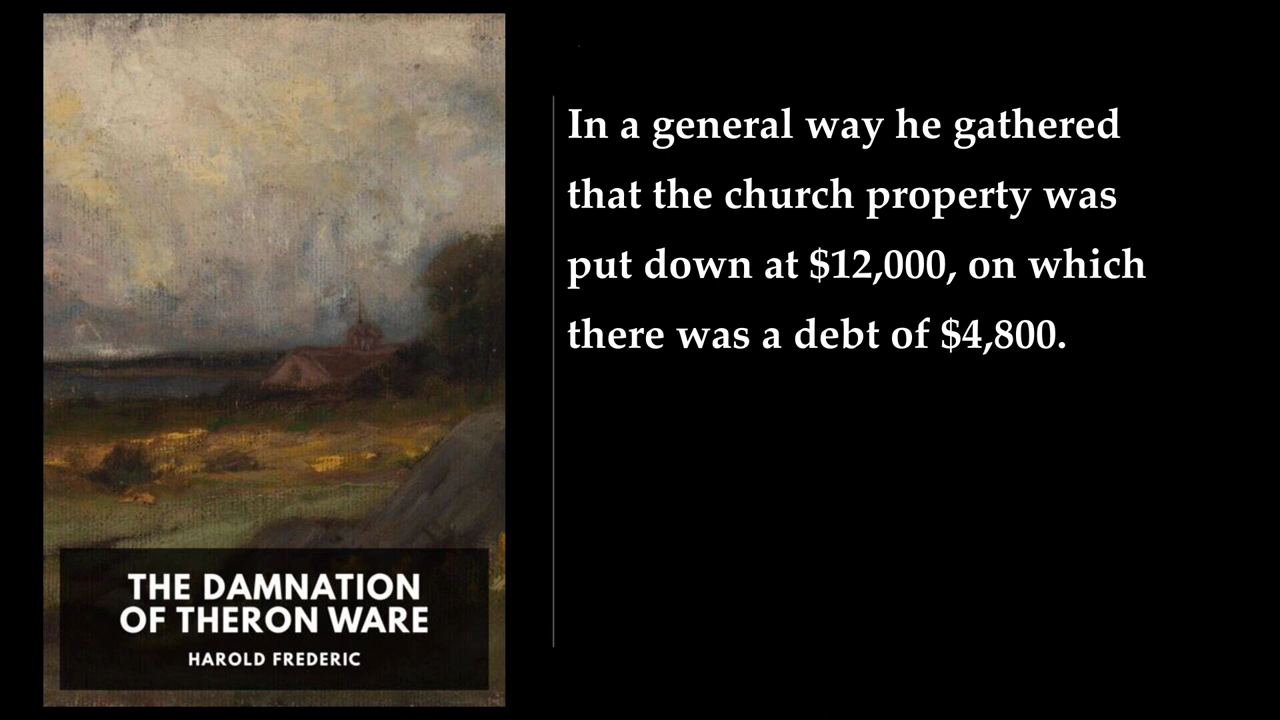 In a general way he gathered
that the church property was
put down at $12,000, on which
there was a debt of $4,800.
THE DAMNATION
OF THERON WARE
HAROLD FREDERIC